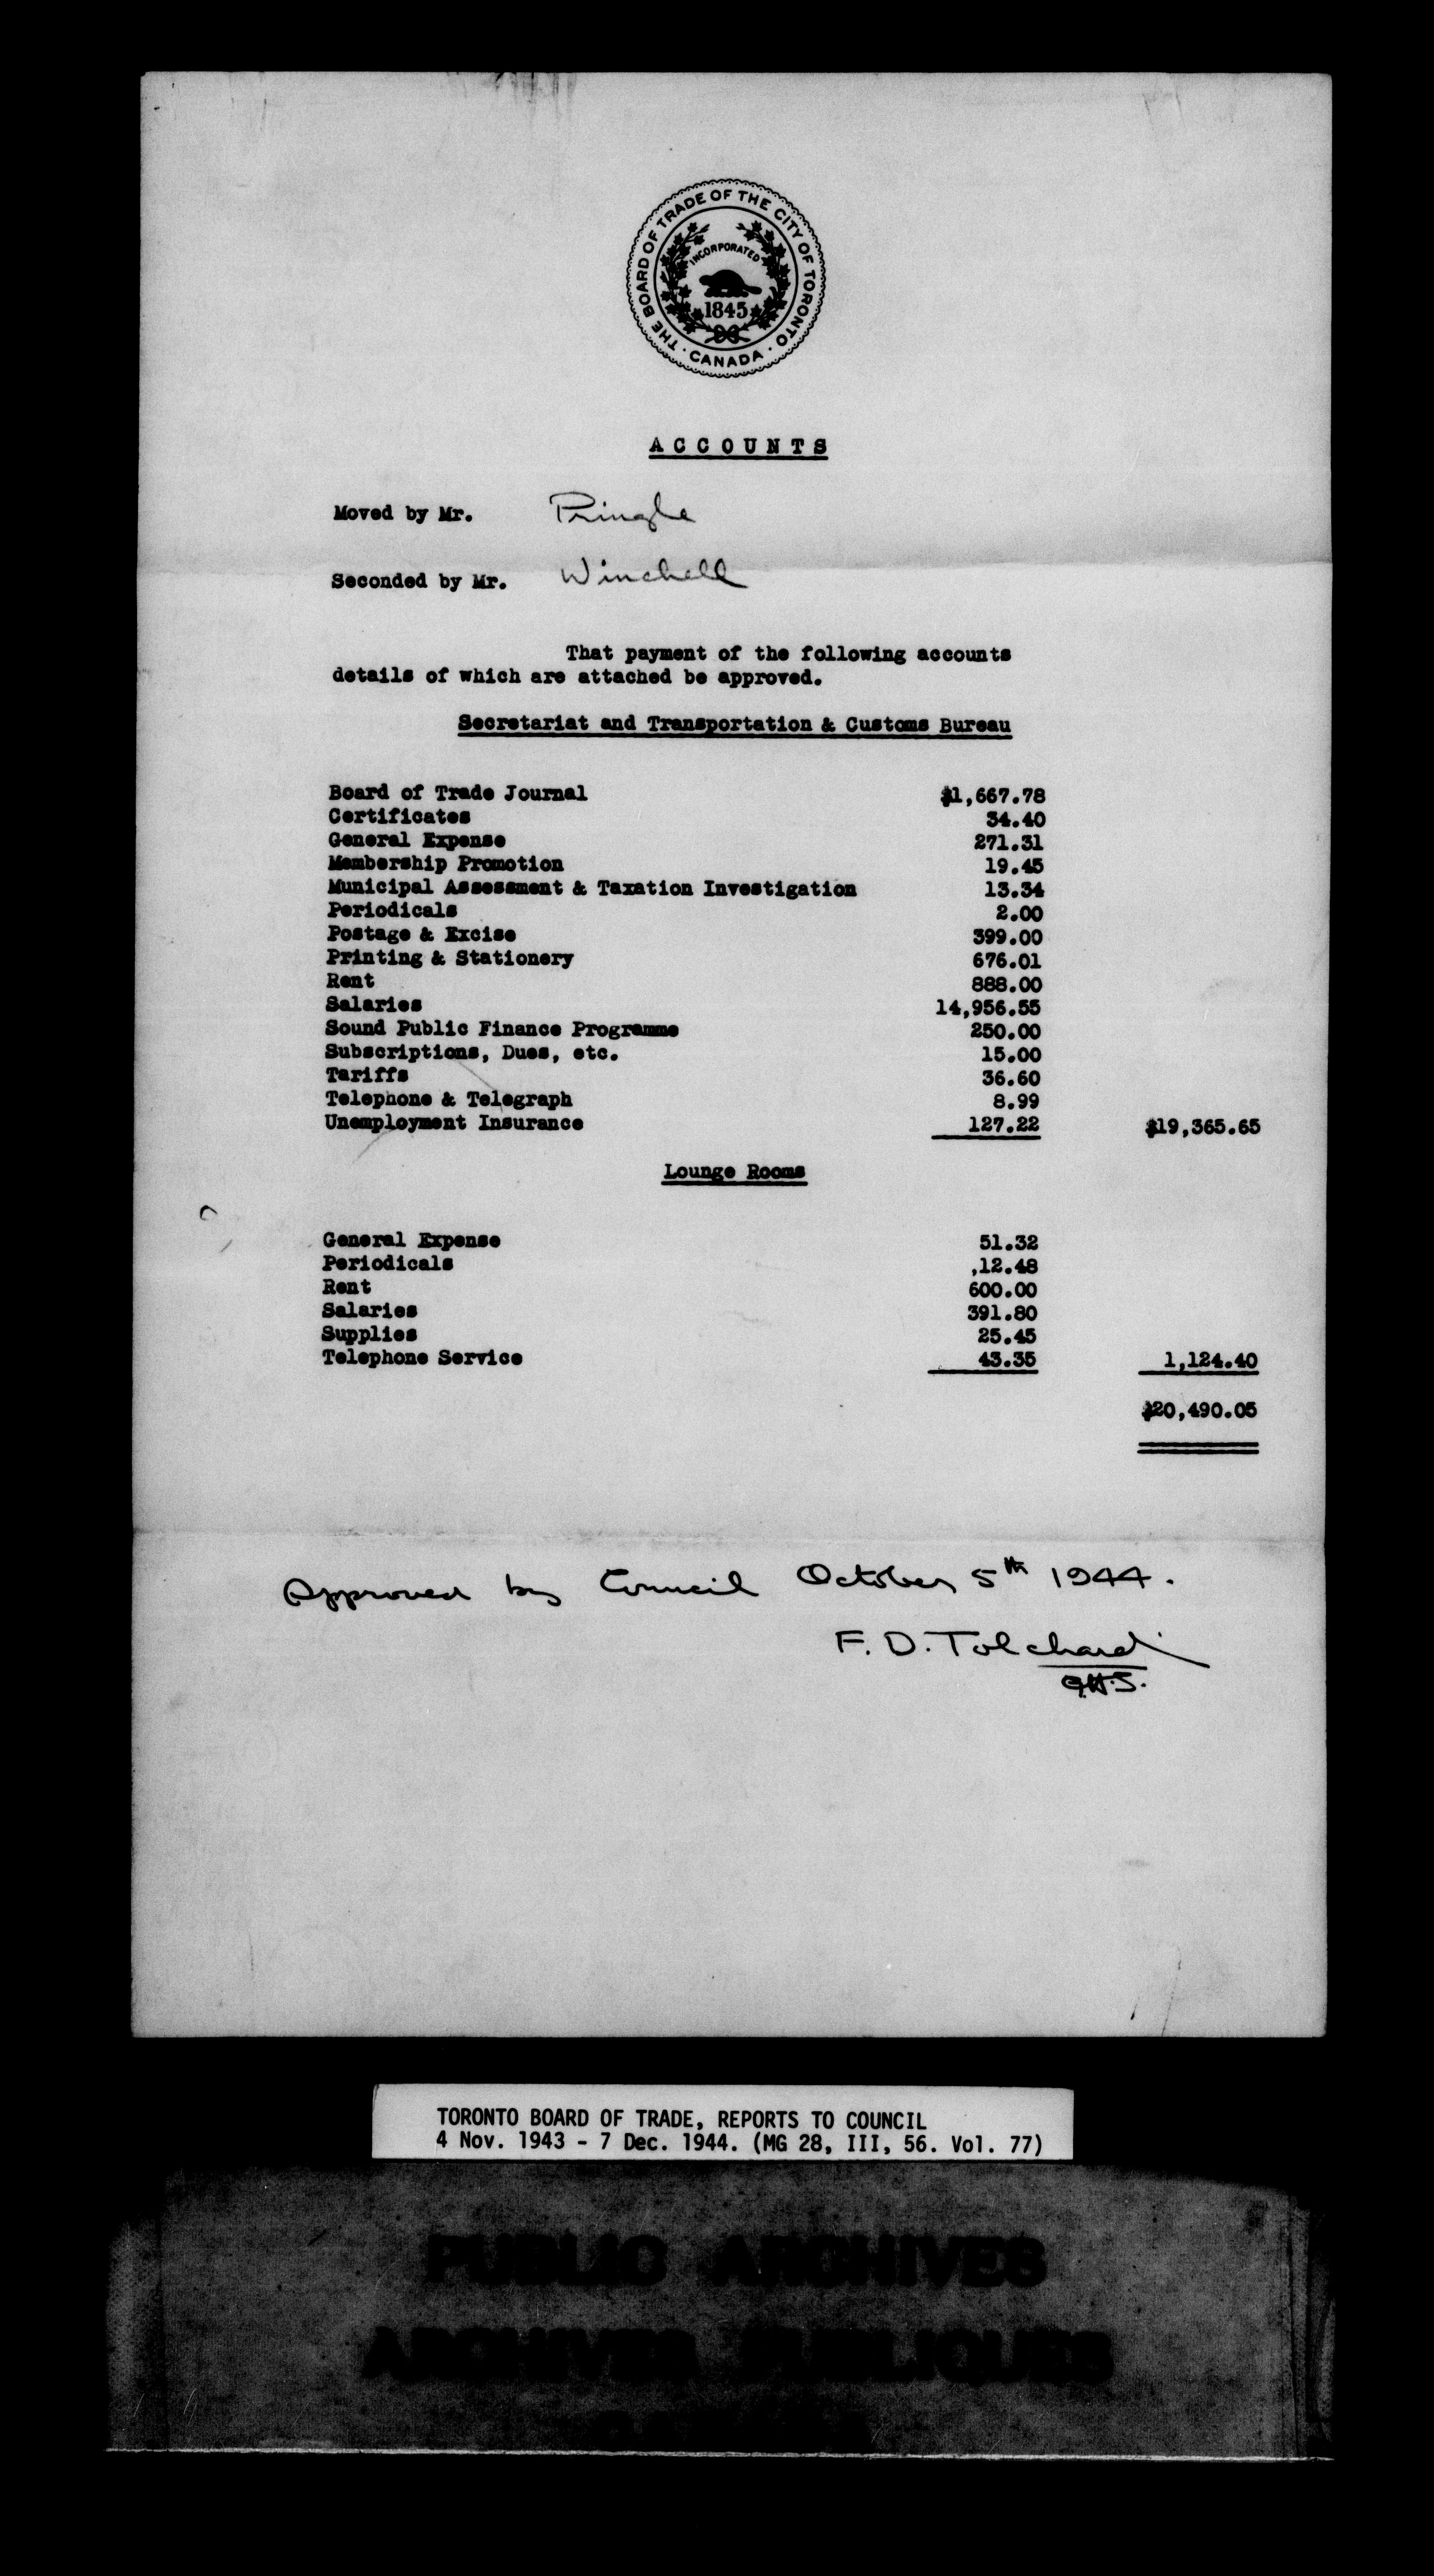 THE BOARD OF TRADE OF THE CITY OF TORONTO
· CANADA ·
INCORPORATED
1845
ACCOUNTS
Moved by Mr. Pringle
Seconded by Mr. Winchell
That payment of the following accounts
details of which are attached be approved.
Secretariat and Transportation & Customs Bureau
Board of Trade Journal $1,667.78
Certificates 34.40
General Expense 271.31
Membership Promotion 19.45
Municipal Assessment & Taxation Investigation 13.34
Periodicals 2.00
Postage & Excise 399.00
Printing & Stationery 676.01
Rent 888.00
Salaries 14,956.55
Sound Public Finance Programme 250.00
Subscriptions, Dues, etc. 15.00
Tariffs 36.60
Telephone & Telegraph 8.99
Unemployment Insurance 127.22 $19,365.65
Lounge Rooms
General Expense 51.32
Periodicals ,12.48
Rent 600.00
Salaries 391.80
Supplies 25.45
Telephone Service 43.35 1,124.40
$20,490.05
Approved by Council October 5th 1944.
F. D. Tolchard
TORONTO BOARD OF TRADE, REPORTS TO COUNCIL
4 Nov. 1943 - 7 Dec. 1944. (MG 28, III, 56. Vol. 77)
PUBLIC ARCHIVES
ARCHIVES PUBLIQUES